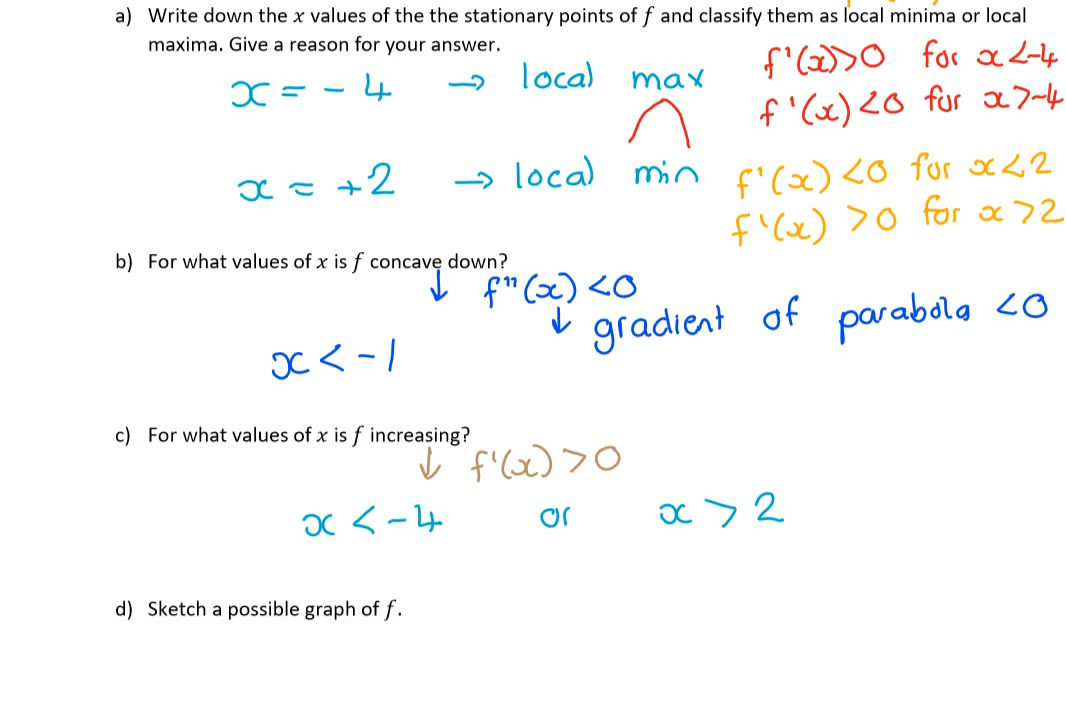 a) Write down the x values of the the stationary points of f and classify them as local minima or local
maxima. Give a reason for your answer.
f'(x)>0 for x<-4
x = -4 → local max
f'(x)<0 for x>-4
x = +2 → local min
f'(x)<0 for x<2
f'(x) >0 for x >2
b) For what values of x is f concave down?
↓ f"(x) <0
↓ gradient of parabola <0
x < -1
c) For what values of x is f increasing?
↓ f'(x) >0
x < -4 or x > 2
d) Sketch a possible graph of f.